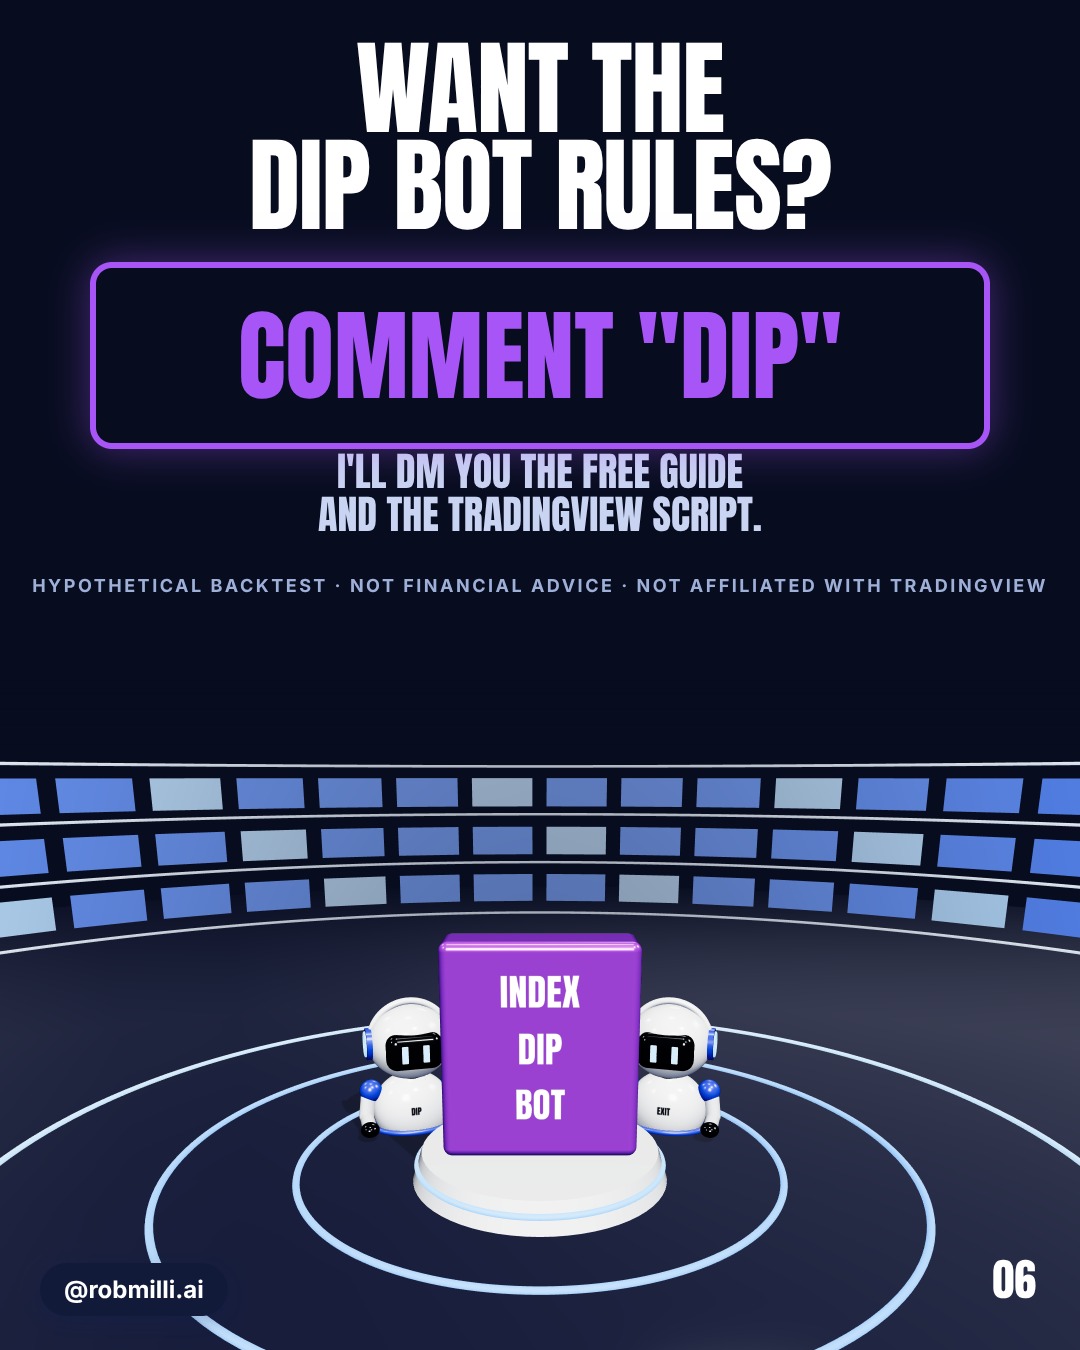 WANT THE
DIP BOT RULES?
COMMENT "DIP"
I'LL DM YOU THE FREE GUIDE
AND THE TRADINGVIEW SCRIPT.
HYPOTHETICAL BACKTEST · NOT FINANCIAL ADVICE · NOT AFFILIATED WITH TRADINGVIEW
INDEX
DIP
BOT
DIP
EXIT
@robmilli.ai
06